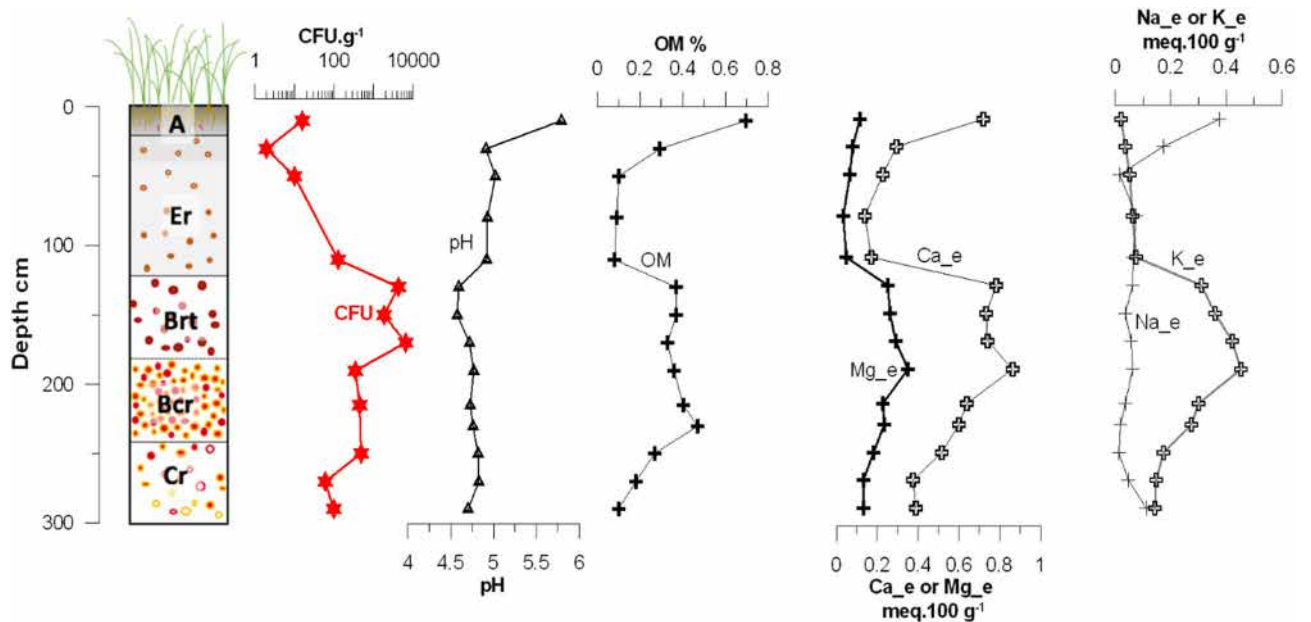 CFU.g-1
1 100 10000
OM %
0 0.2 0.4 0.6 0.8
Na_e or K_e
meq.100 g-1
0 0.2 0.4 0.6
Depth cm
0
100
200
300
A
Er
Brt
Bcr
Cr
CFU
pH
OM
Ca_e
Mg_e
K_e
Na_e
4 4.5 5 5.5 6
pH
0 0.2 0.4 0.6 0.8 1
Ca_e or Mg_e
meq.100 g-1